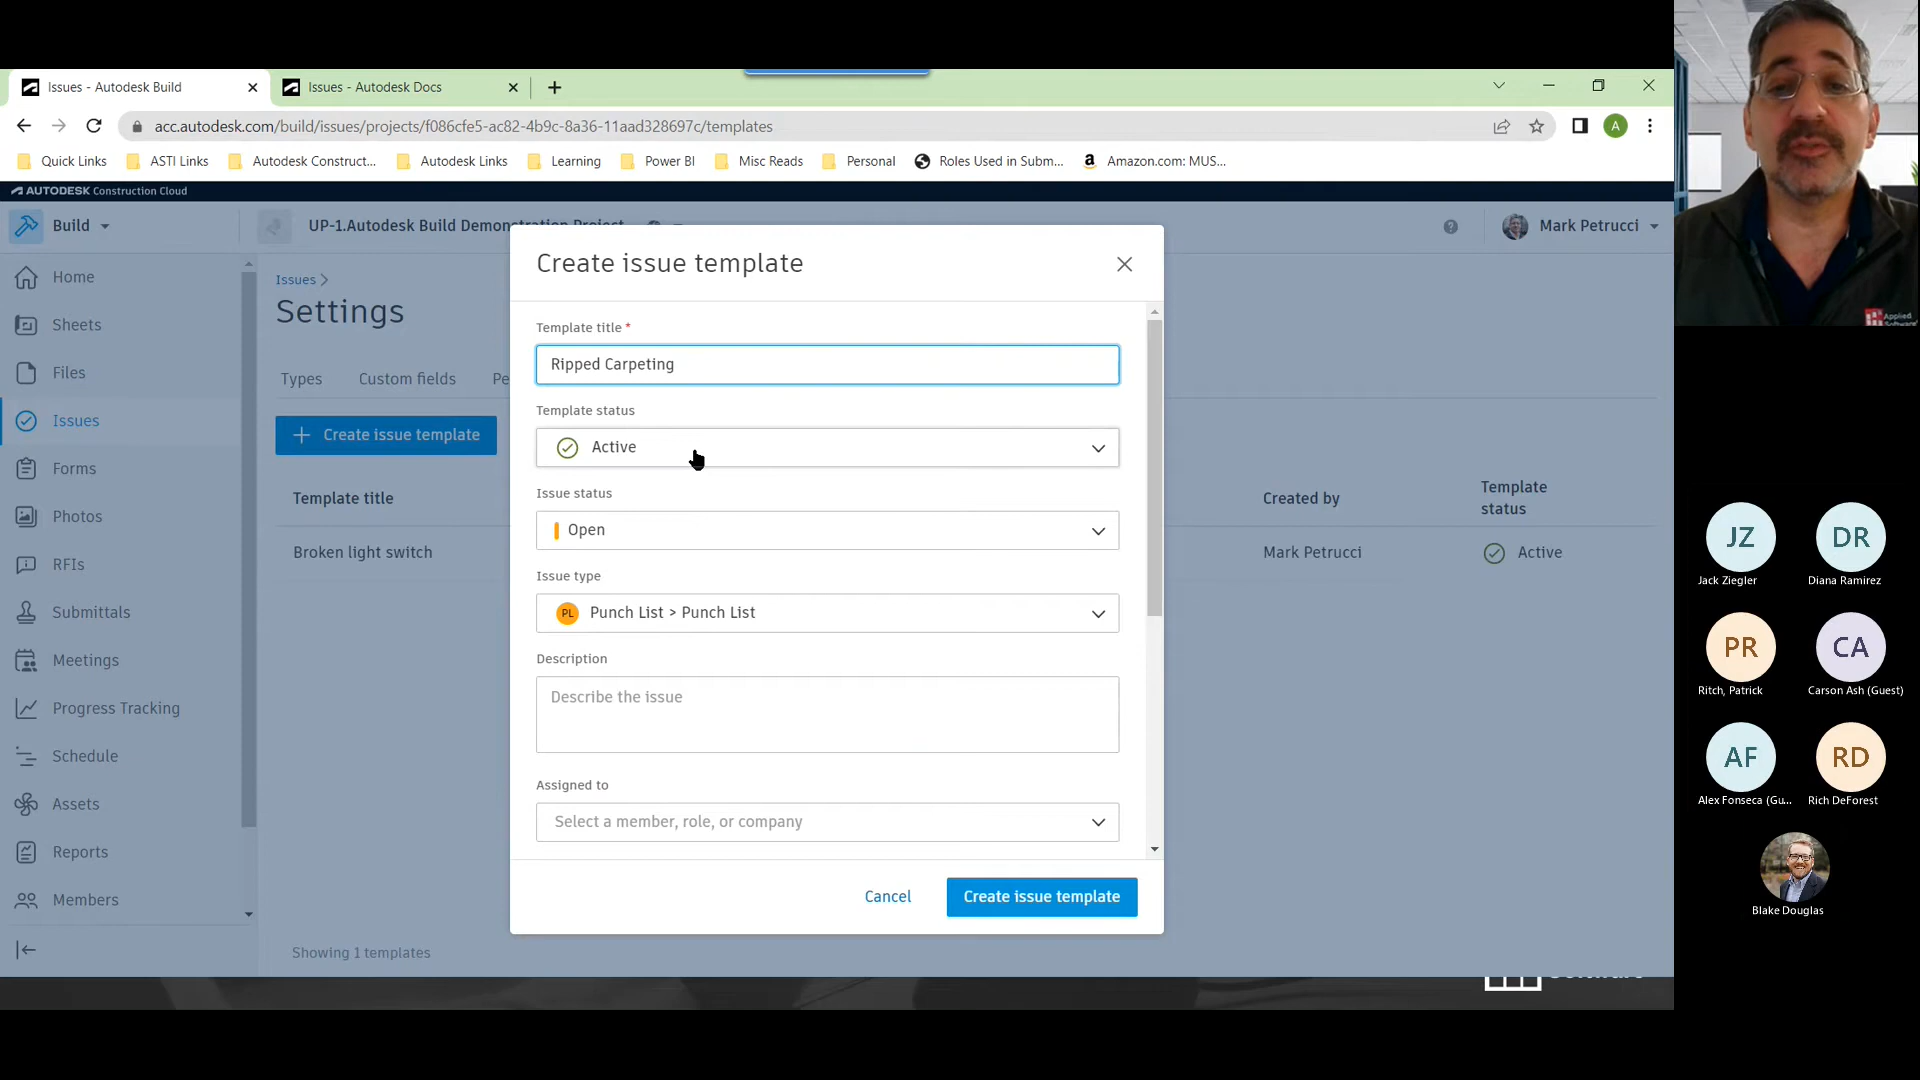 Issues - Autodesk Build
Issues - Autodesk Docs
acc.autodesk.com/build/issues/projects/f086cfe5-ac82-4b9c-8a36-11aad328697c/templates
A
Quick Links
ASTI Links
Autodesk Construct...
Autodesk Links
Learning
Power BI
Misc Reads
Personal
Roles Used in Subm...
Amazon.com: MUS...
AUTODESK Construction Cloud
Build
UP-1.Autodesk Build Demonstration Project
Mark Petrucci
Home
Sheets
Files
Issues
Forms
Photos
RFIs
Submittals
Meetings
Progress Tracking
Schedule
Assets
Reports
Members
Issues >
Settings
Types
Custom fields
Pe
+ Create issue template
Template title
Created by
Template status
Broken light switch
Mark Petrucci
Active
Showing 1 templates
Create issue template
Template title *
Ripped Carpeting
Template status
Active
Issue status
Open
Issue type
PL Punch List > Punch List
Description
Describe the issue
Assigned to
Select a member, role, or company
Cancel
Create issue template
Applied
Software
JZ
Jack Ziegler
DR
Diana Ramirez
PR
Ritch, Patrick
CA
Carson Ash (Guest)
AF
Alex Fonseca (Gu...
RD
Rich DeForest
Blake Douglas